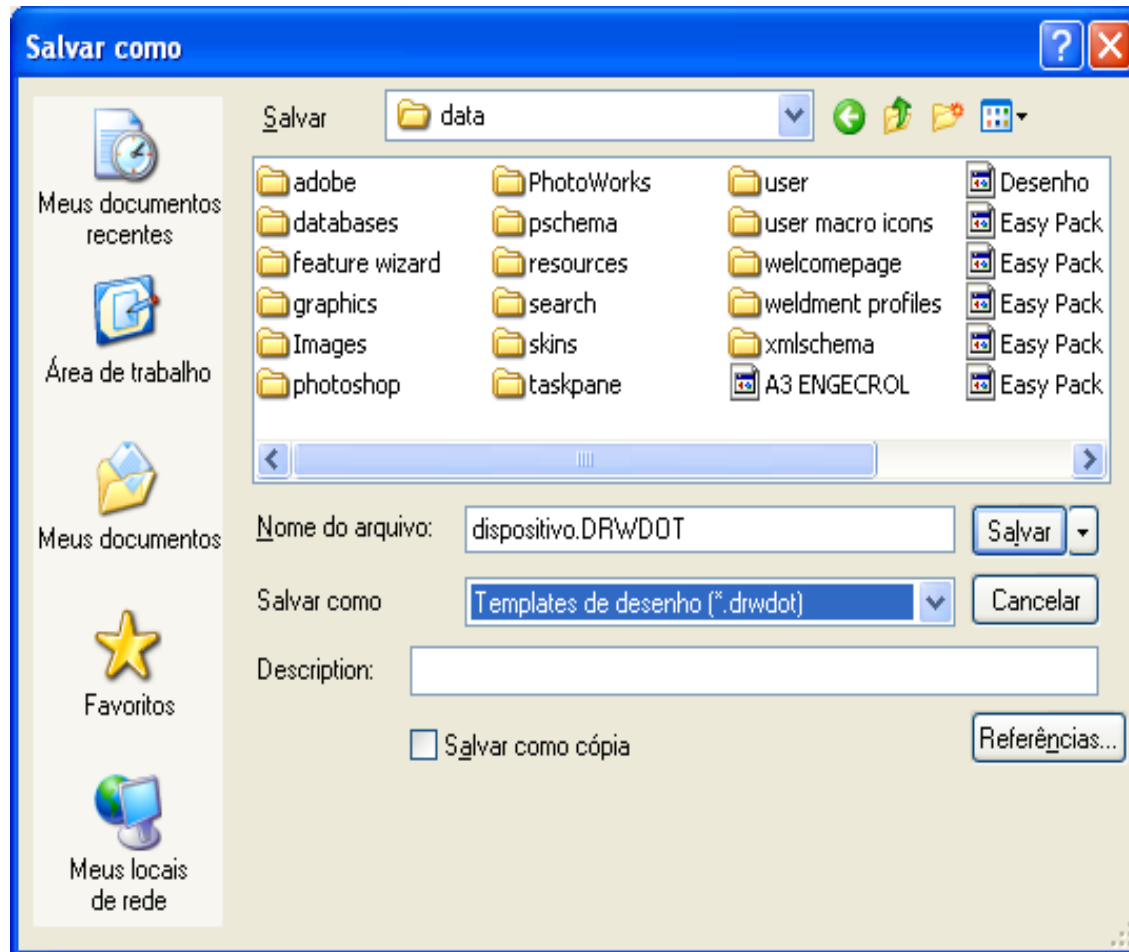 Salvar como
Salvar
data
adobe
databases
feature wizard
graphics
Images
photoshop
PhotoWorks
pschema
resources
search
skins
taskpane
user
user macro icons
welcomepage
weldment profiles
xmlschema
A3 ENGECROL
Desenho
Easy Pack
Easy Pack
Easy Pack
Easy Pack
Easy Pack
Meus documentos
recentes
Área de trabalho
Meus documentos
Favoritos
Meus locais
de rede
Nome do arquivo:
dispositivo.DRWDOT
Salvar
Salvar como
Templates de desenho (*.drwdot)
Cancelar
Description:
Salvar como cópia
Referências...